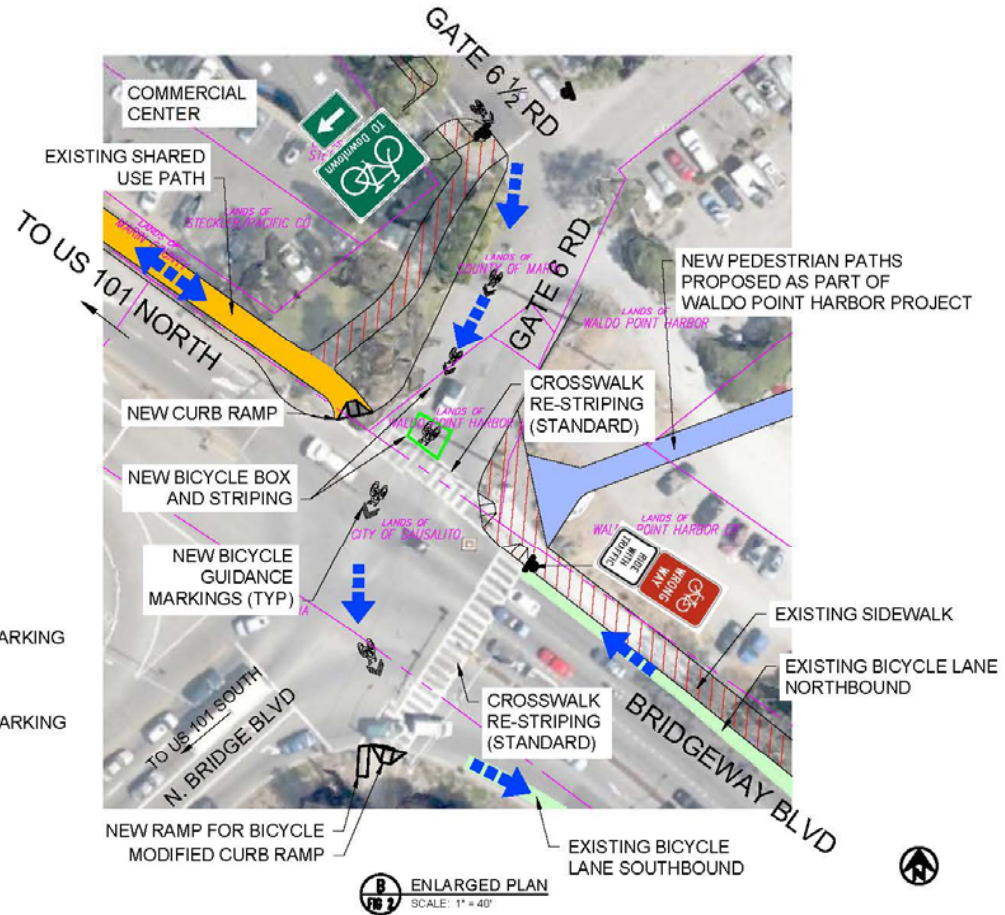 GATE 6 ½ RD
COMMERCIAL
CENTER
TO Downtown
EXISTING SHARED
USE PATH
LANDS OF
STECKLER/PACIFIC CO
LANDS OF
TO US 101 NORTH
LANDS OF
COUNTY OF MARIN
GATE 6 RD
LANDS OF
WALDO POINT HARBOR
NEW PEDESTRIAN PATHS
PROPOSED AS PART OF
WALDO POINT HARBOR PROJECT
NEW CURB RAMP
LANDS OF
WALDO POINT HARBOR
CROSSWALK
RE-STRIPING
(STANDARD)
NEW BICYCLE BOX
AND STRIPING
LANDS OF
CITY OF SAUSALITO
LANDS OF
POINT HARBOR
NEW BICYCLE
GUIDANCE
MARKINGS (TYP)
RIDE
WITH
TRAFFIC
WRONG
WAY
EXISTING SIDEWALK
ARKING
EXISTING BICYCLE LANE
NORTHBOUND
CROSSWALK
RE-STRIPING
(STANDARD)
ARKING
TO US 101 SOUTH
N. BRIDGE BLVD
BRIDGEWAY BLVD
NEW RAMP FOR BICYCLE
MODIFIED CURB RAMP
EXISTING BICYCLE
LANE SOUTHBOUND
B
FIG 2
ENLARGED PLAN
SCALE: 1" = 40'
N